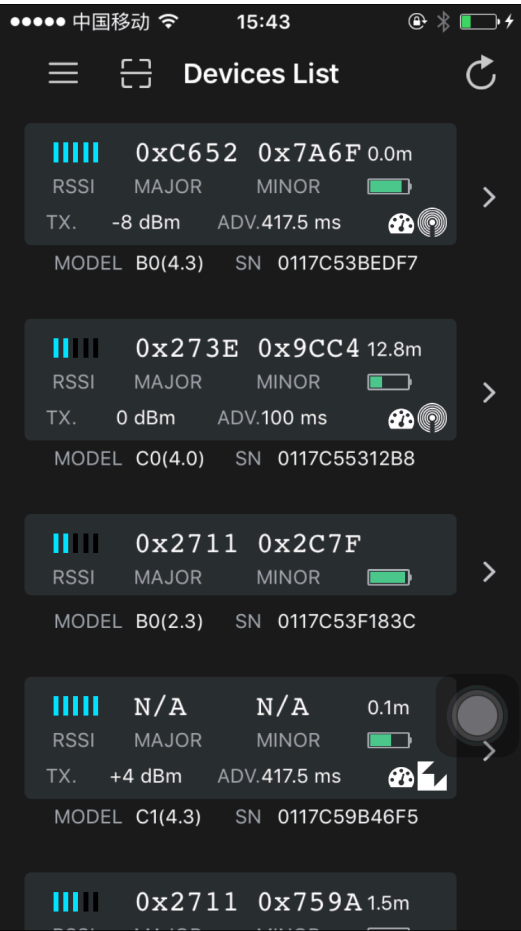 中国移动 15:43
Devices List
0xC652 0x7A6F 0.0m
RSSI MAJOR MINOR
TX. -8 dBm ADV.417.5 ms
MODEL B0(4.3) SN 0117C53BEDF7
0x273E 0x9CC4 12.8m
RSSI MAJOR MINOR
TX. 0 dBm ADV.100 ms
MODEL C0(4.0) SN 0117C55312B8
0x2711 0x2C7F
RSSI MAJOR MINOR
MODEL B0(2.3) SN 0117C53F183C
N/A N/A 0.1m
RSSI MAJOR MINOR
TX. +4 dBm ADV.417.5 ms
MODEL C1(4.3) SN 0117C59B46F5
0x2711 0x759A 1.5m